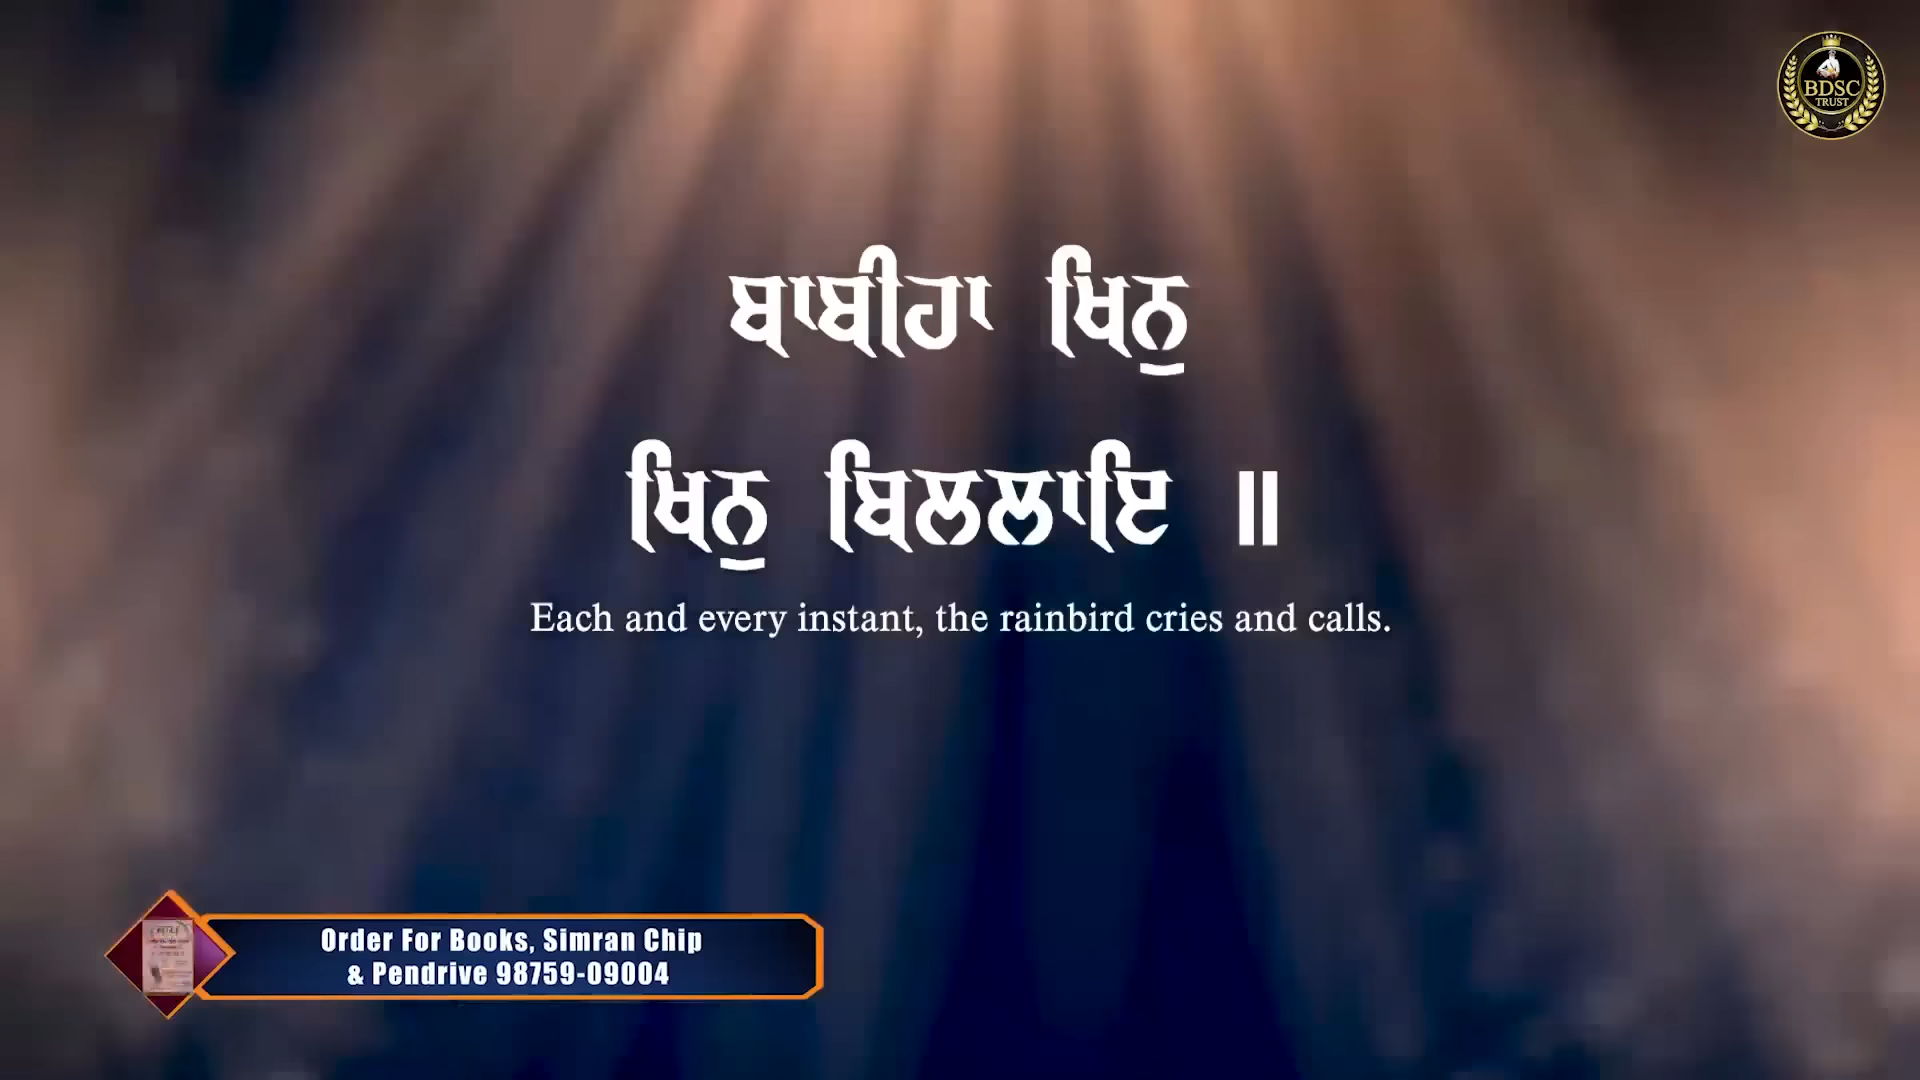 BDSC
TRUST
ਬਾਬੀਹਾ ਖਿਨੁ
ਖਿਨੁ ਬਿਲਲਾਇ ॥
Each and every instant, the rainbird cries and calls.
Order For Books, Simran Chip
& Pendrive 98759-09004